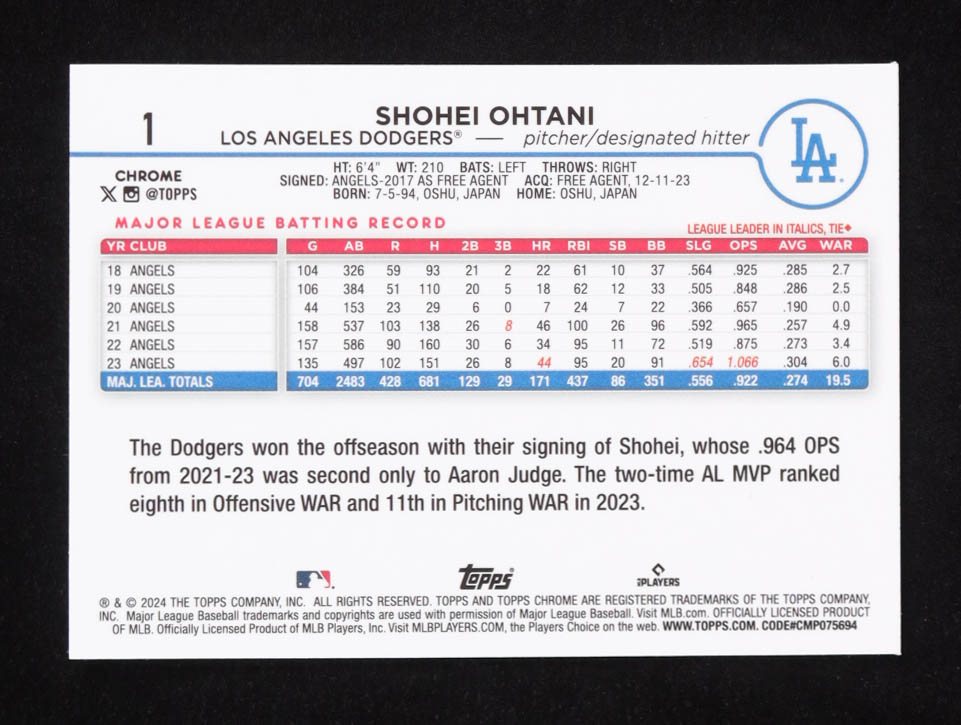 1
SHOHEI OHTANI
LOS ANGELES DODGERS® — pitcher/designated hitter
LA
CHROME
X @TOPPS
HT: 6'4" WT: 210 BATS: LEFT THROWS: RIGHT
SIGNED: ANGELS-2017 AS FREE AGENT ACQ: FREE AGENT, 12-11-23
BORN: 7-5-94, OSHU, JAPAN HOME: OSHU, JAPAN
MAJOR LEAGUE BATTING RECORD
LEAGUE LEADER IN ITALICS, TIE◆
YR CLUB G AB R H 2B 3B HR RBI SB BB SLG OPS AVG WAR
18 ANGELS 104 326 59 93 21 2 22 61 10 37 .564 .925 .285 2.7
19 ANGELS 106 384 51 110 20 5 18 62 12 33 .505 .848 .286 2.5
20 ANGELS 44 153 23 29 6 0 7 24 7 22 .366 .657 .190 0.0
21 ANGELS 158 537 103 138 26 8 46 100 26 96 .592 .965 .257 4.9
22 ANGELS 157 586 90 160 30 6 34 95 11 72 .519 .875 .273 3.4
23 ANGELS 135 497 102 151 26 8 44 95 20 91 .654 1.066 .304 6.0
MAJ. LEA. TOTALS 704 2483 428 681 129 29 171 437 86 351 .556 .922 .274 19.5
The Dodgers won the offseason with their signing of Shohei, whose .964 OPS
from 2021-23 was second only to Aaron Judge. The two-time AL MVP ranked
eighth in Offensive WAR and 11th in Pitching WAR in 2023.
Topps®
PLAYERS
® & © 2024 THE TOPPS COMPANY, INC. ALL RIGHTS RESERVED. TOPPS AND TOPPS CHROME ARE REGISTERED TRADEMARKS OF THE TOPPS COMPANY,
INC. Major League Baseball trademarks and copyrights are used with permission of Major League Baseball. Visit MLB.com. OFFICIALLY LICENSED PRODUCT
OF MLB. Officially Licensed Product of MLB Players, Inc. Visit MLBPLAYERS.COM, the Players Choice on the web. WWW.TOPPS.COM. CODE#CMP075694